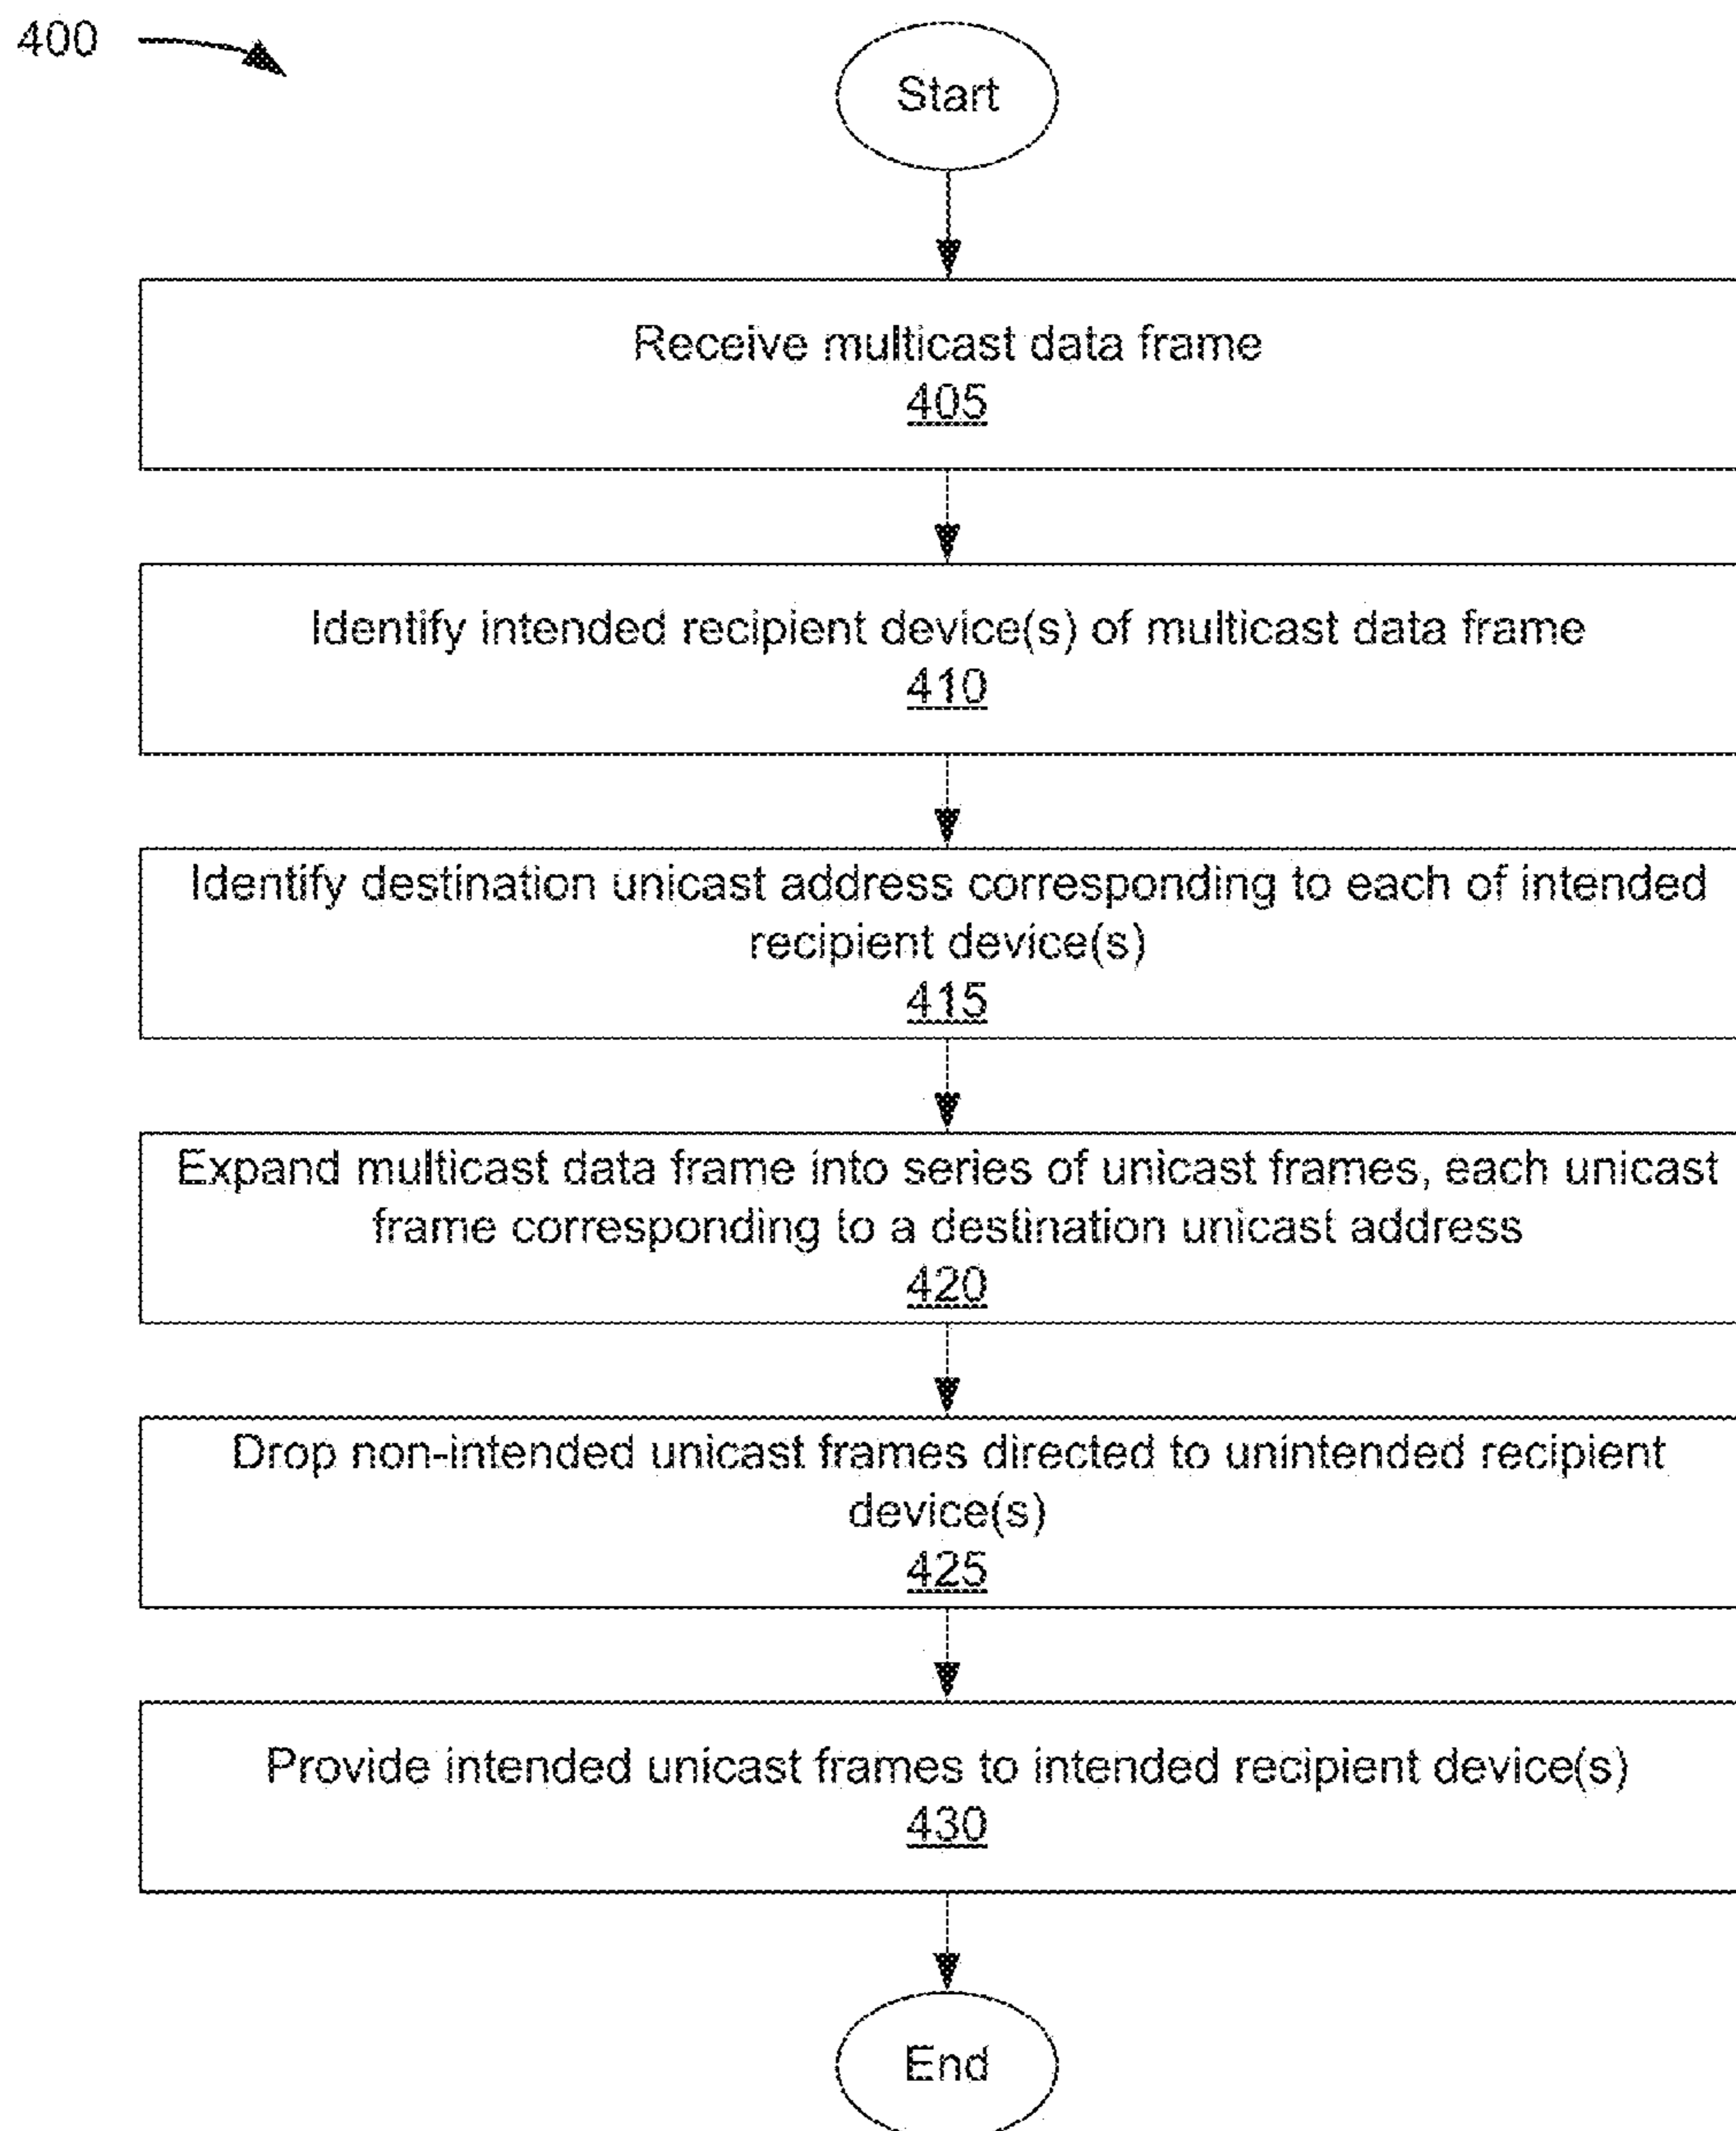 400
Start
Receive multicast data frame
405
Identify intended recipient device(s) of multicast data frame
410
Identify destination unicast address corresponding to each of intended
recipient device(s)
415
Expand multicast data frame into series of unicast frames, each unicast
frame corresponding to a destination unicast address
420
Drop non-intended unicast frames directed to unintended recipient
device(s)
425
Provide intended unicast frames to intended recipient device(s)
430
End